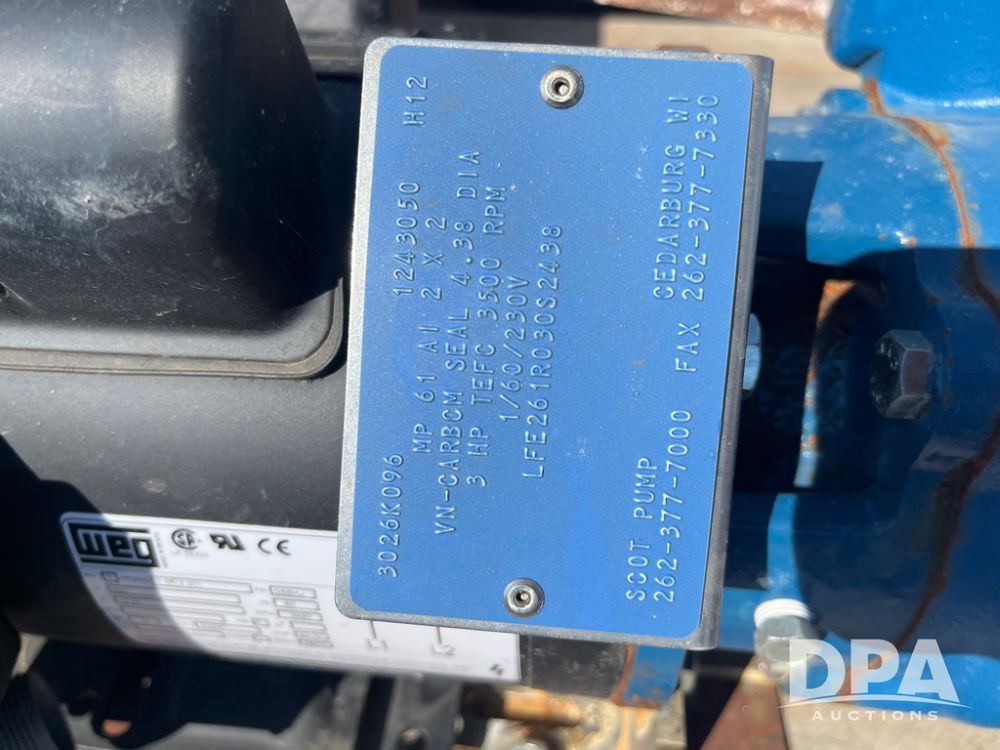 3026K096 1243050 H12
MP 61 AI 2 X 2
VN-CARBCM SEAL 4.38 DIA
3 HP TEFC 3500 RPM
1/60/230V
LFE261R030S2438
SCOT PUMP CEDARBURG WI
262-377-7000 FAX 262-377-7330
WEG
CE
L1 L2
4
DPA
AUCTIONS